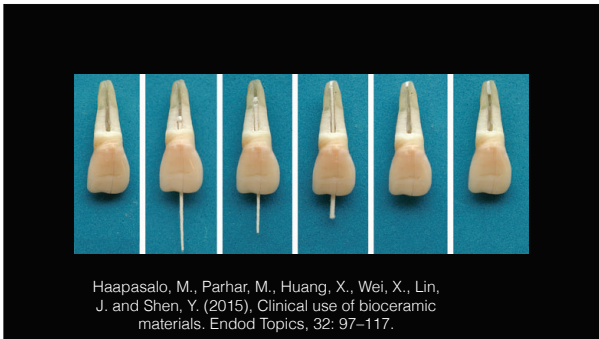 Haapasalo, M., Parhar, M., Huang, X., Wei, X., Lin,
J. and Shen, Y. (2015), Clinical use of bioceramic
materials. Endod Topics, 32: 97–117.